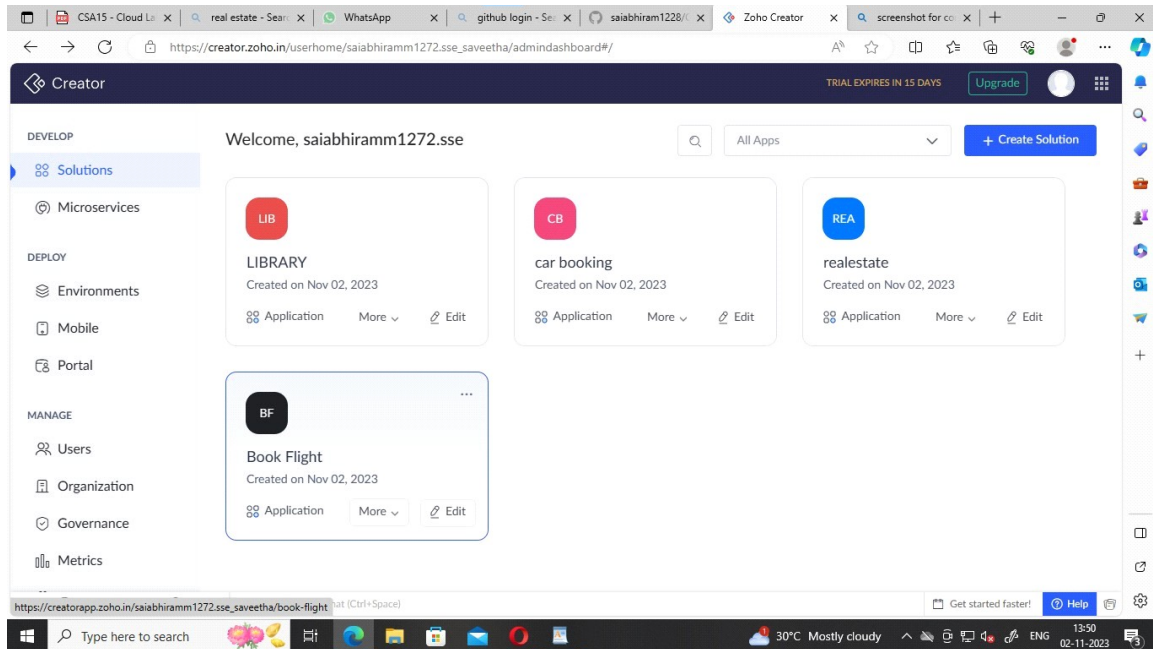 CSA15 - Cloud La
real estate - Searc
WhatsApp
github login - Sea
saiabhiram1228/
Zoho Creator
screenshot for co
https://creator.zoho.in/userhome/saiabhiramm1272.sse_saveetha/admindashboard#/
Creator
TRIAL EXPIRES IN 15 DAYS
Upgrade
DEVELOP
Solutions
Microservices
DEPLOY
Environments
Mobile
Portal
MANAGE
Users
Organization
Governance
Metrics
Welcome, saiabhiramm1272.sse
All Apps
+ Create Solution
LIB
LIBRARY
Created on Nov 02, 2023
Application More Edit
CB
car booking
Created on Nov 02, 2023
Application More Edit
REA
realestate
Created on Nov 02, 2023
Application More Edit
BF
Book Flight
Created on Nov 02, 2023
Application More Edit
https://creatorapp.zoho.in/saiabhiramm1272.sse_saveetha/book-flight
(Ctrl+Space)
Get started faster!
Help
Type here to search
30°C Mostly cloudy
ENG
13:50
02-11-2023
3